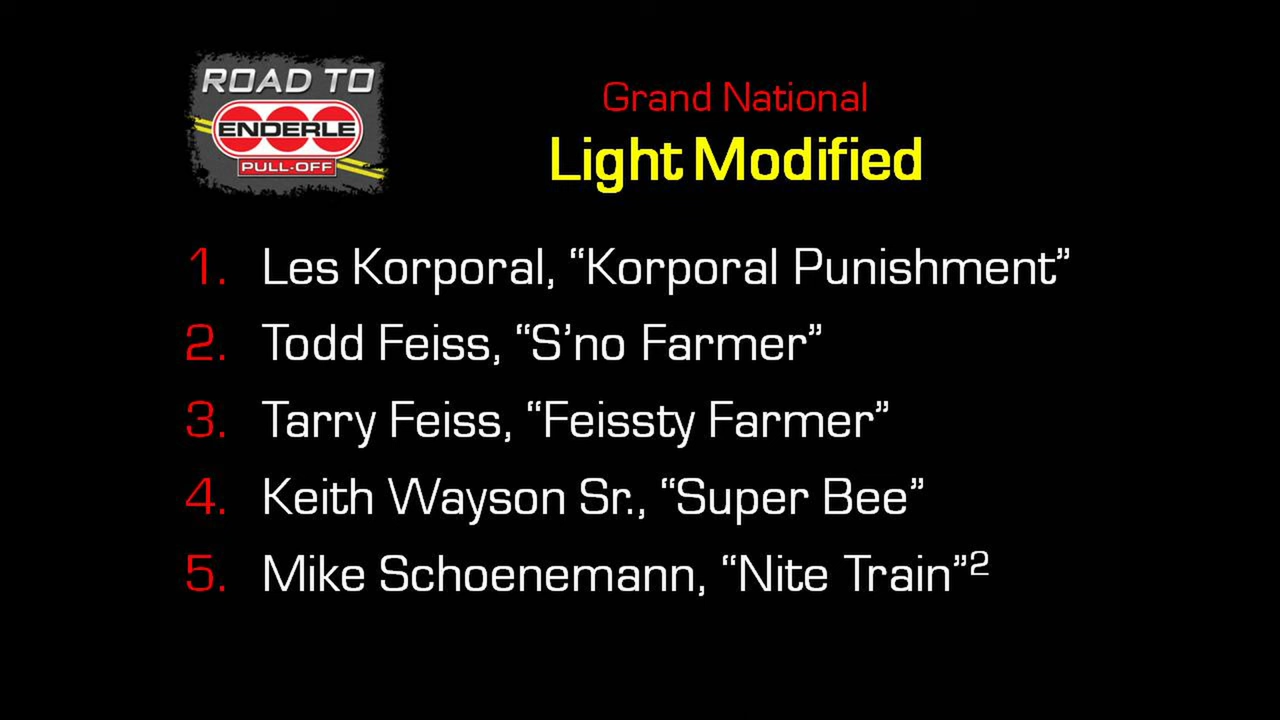 ROAD TO
ENDERLE
PULL-OFF
Grand National
Light Modified
1. Les Korporal, “Korporal Punishment”
2. Todd Feiss, “S’no Farmer”
3. Tarry Feiss, “Feissty Farmer”
4. Keith Wayson Sr., “Super Bee”
5. Mike Schoenemann, “Nite Train”²